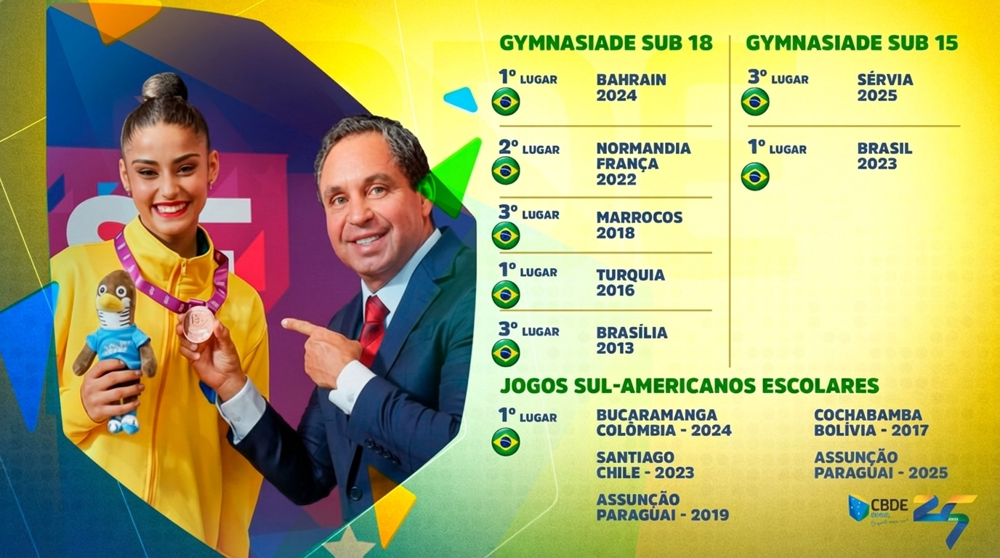 GYMNASIADE SUB 18
1º LUGAR
BAHRAIN
2024
2º LUGAR
NORMANDIA
FRANÇA
2022
3º LUGAR
MARROCOS
2018
1º LUGAR
TURQUIA
2016
3º LUGAR
BRASÍLIA
2013
GYMNASIADE SUB 15
3º LUGAR
SÉRVIA
2025
1º LUGAR
BRASIL
2023
JOGOS SUL-AMERICANOS ESCOLARES
1º LUGAR
BUCARAMANGA
COLÔMBIA - 2024
SANTIAGO
CHILE - 2023
ASSUNÇÃO
PARAGUAI - 2019
COCHABAMBA
BOLÍVIA - 2017
ASSUNÇÃO
PARAGUAI - 2025
CBDE
25